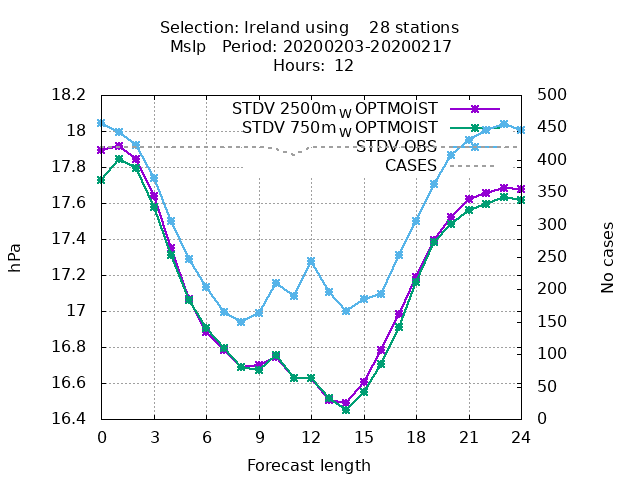 Selection: Ireland using    28 stations
Mslp   Period: 20200203-20200217
Hours:  12
STDV 2500m_W OPTMOIST
STDV 750m_W OPTMOIST
STDV OBS
CASES
18.2
18
17.8
17.6
17.4
17.2
17
16.8
16.6
16.4
500
450
400
350
300
250
200
150
100
50
0
hPa
No cases
0 3 6 9 12 15 18 21 24
Forecast length